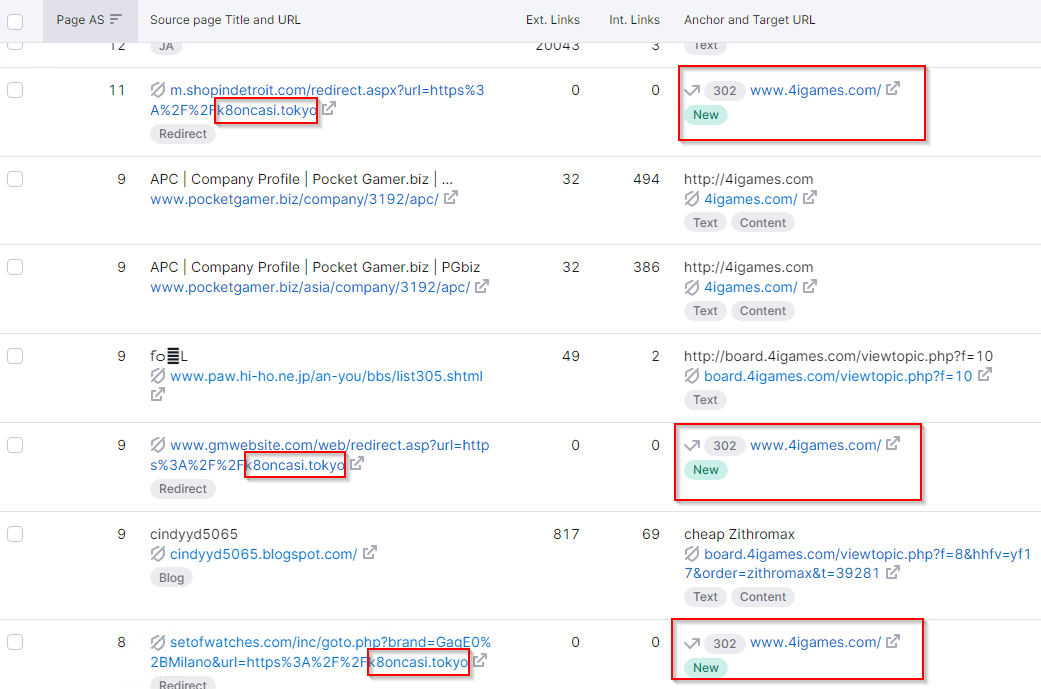 Page AS Source page Title and URL Ext. Links Int. Links Anchor and Target URL
12 JA 20043 3 Text
11 m.shopindetroit.com/redirect.aspx?url=https%3 0 0 302 www.4igames.com/
A%2F%2Fk8oncasi.tokyo New
Redirect
9 APC | Company Profile | Pocket Gamer.biz | ... 32 494 http://4igames.com
www.pocketgamer.biz/company/3192/apc/ 4igames.com/
Text Content
9 APC | Company Profile | Pocket Gamer.biz | PGbiz 32 386 http://4igames.com
www.pocketgamer.biz/asia/company/3192/apc/ 4igames.com/
Text Content
9 49 2 http://board.4igames.com/viewtopic.php?f=10
www.paw.hi-ho.ne.jp/an-you/bbs/list305.shtml board.4igames.com/viewtopic.php?f=10
Text
9 www.gmwebsite.com/web/redirect.asp?url=http 0 0 302 www.4igames.com/
s%3A%2F%2Fk8oncasi.tokyo New
Redirect
9 cindyyd5065 817 69 cheap Zithromax
cindyyd5065.blogspot.com/ board.4igames.com/viewtopic.php?f=8&hhfv=yf1
Blog 7&order=zithromax&t=39281
Text Content
8 setofwatches.com/inc/goto.php?brand=GagE0% 0 0 302 www.4igames.com/
2BMilano&url=https%3A%2F%2Fk8oncasi.tokyo New
Redirect